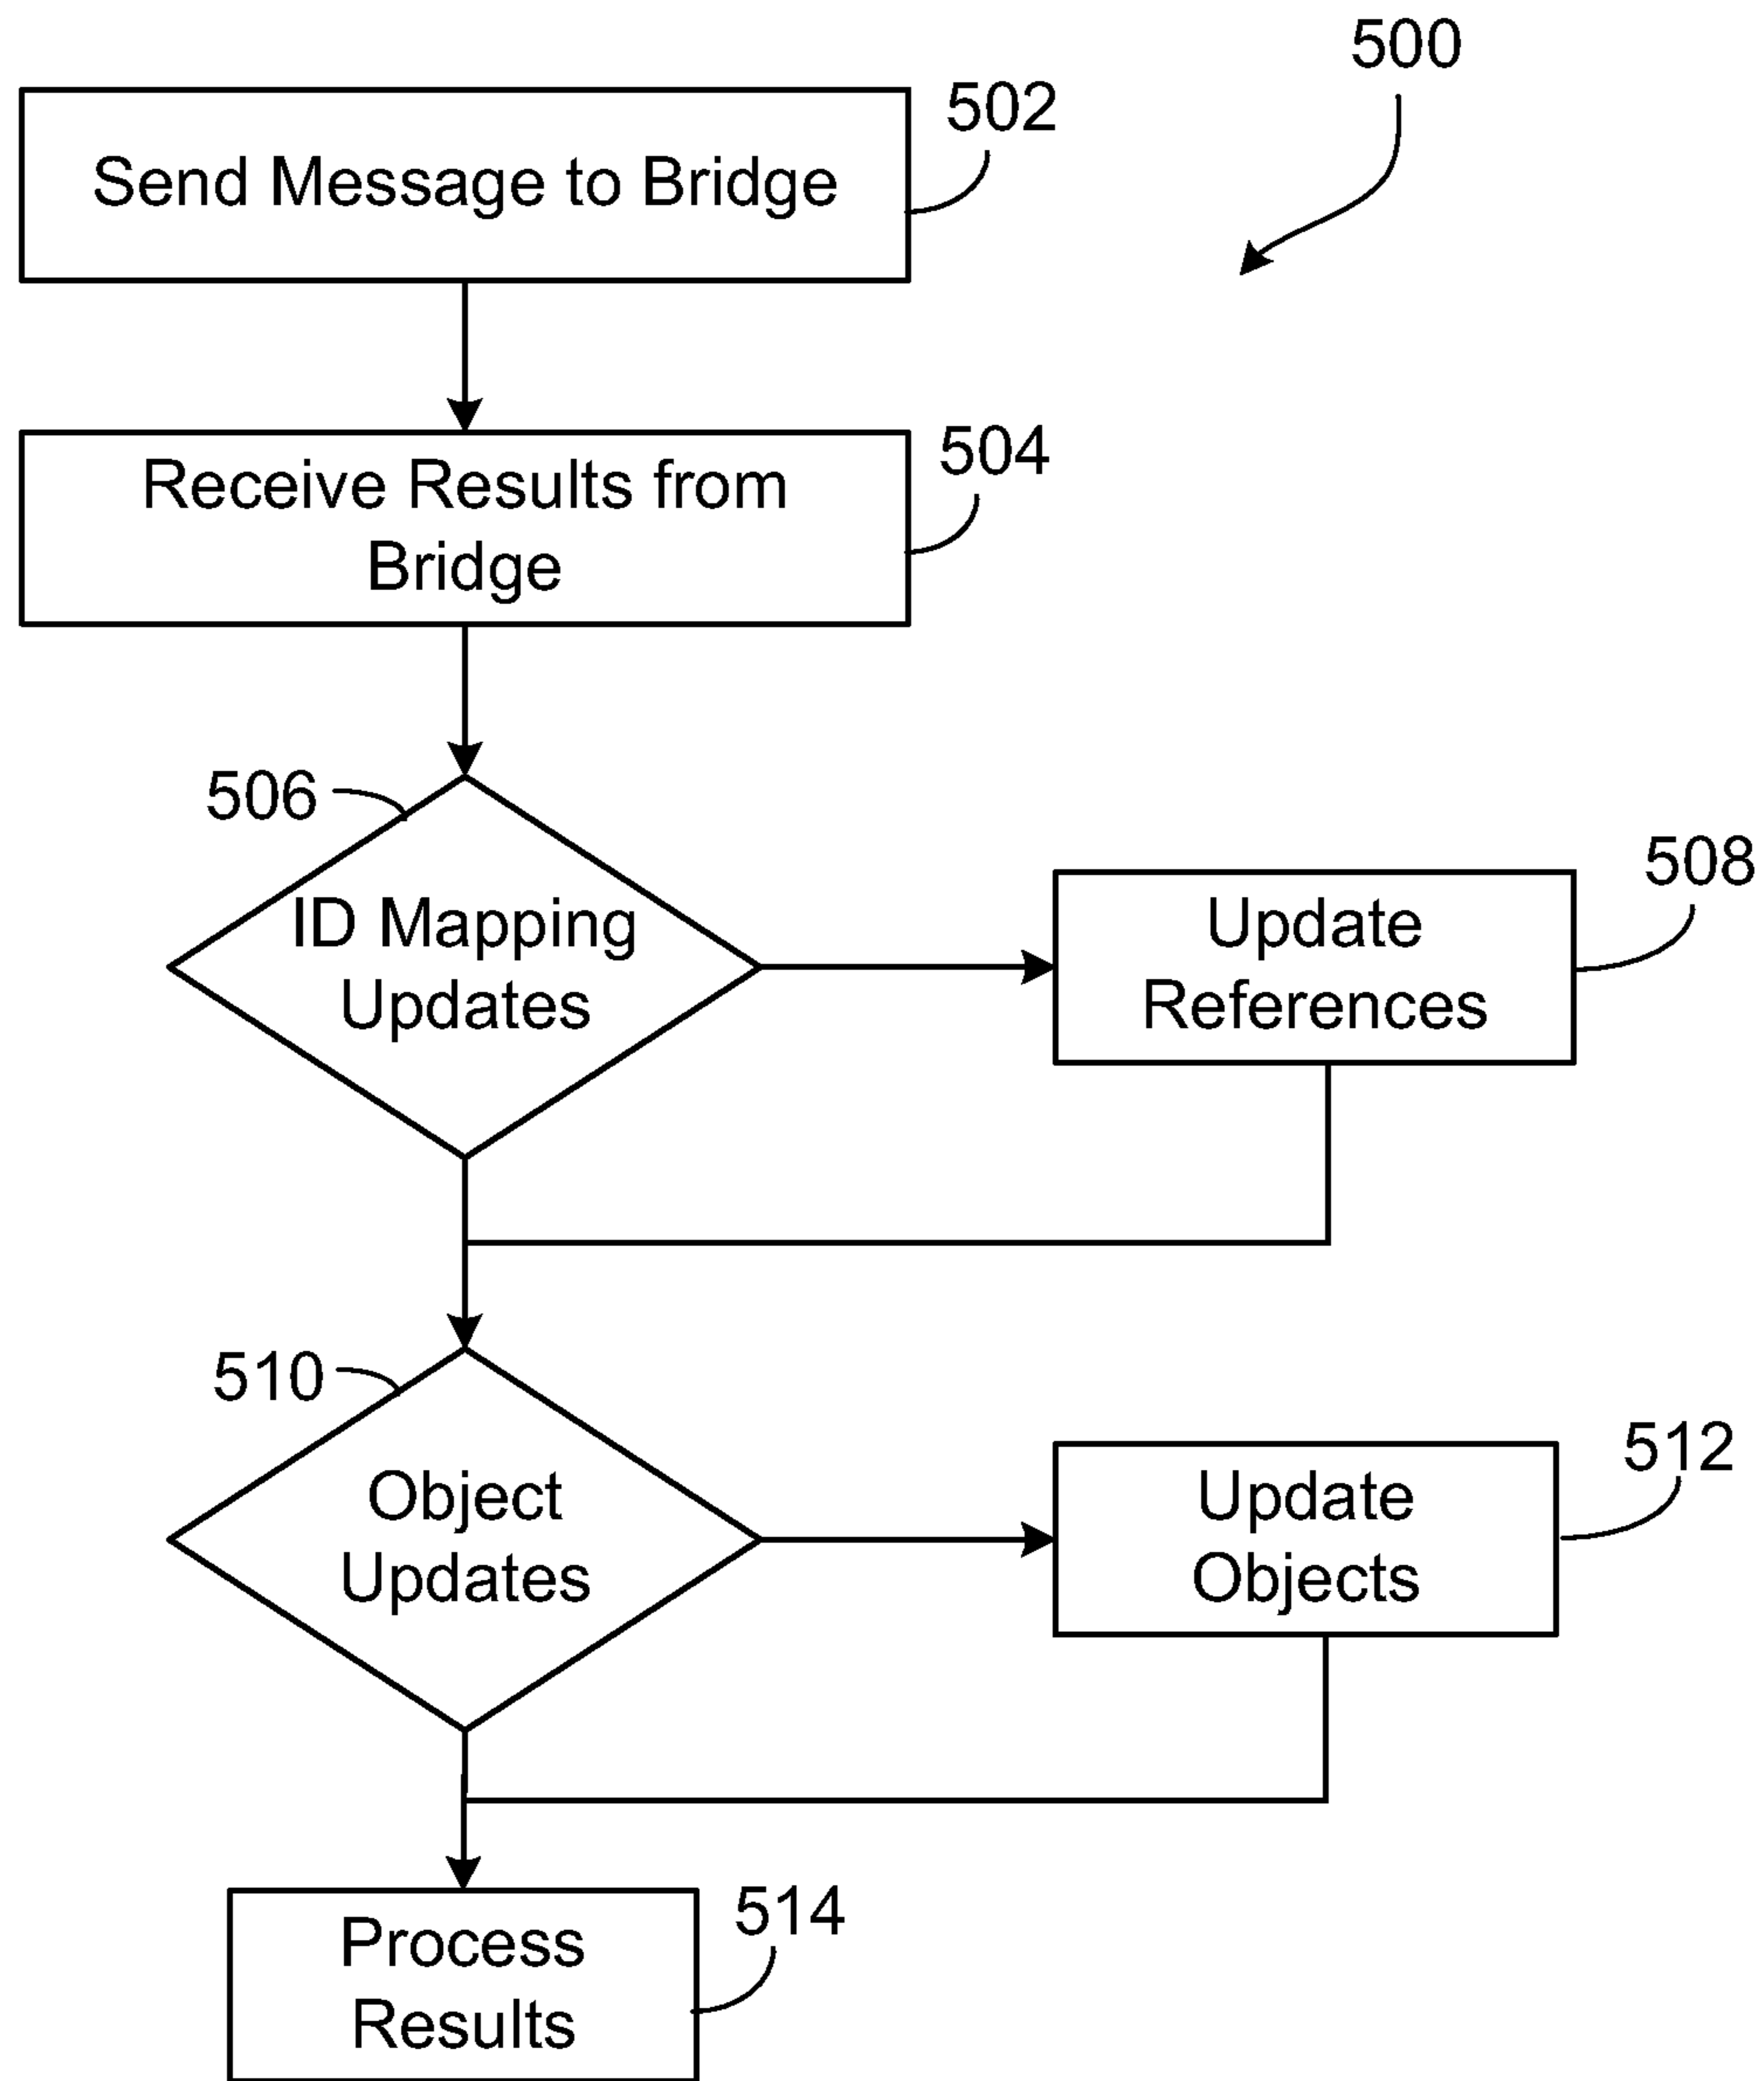 500
502
Send Message to Bridge
504
Receive Results from
Bridge
506
ID Mapping
Updates
508
Update
References
510
Object
Updates
512
Update
Objects
514
Process
Results